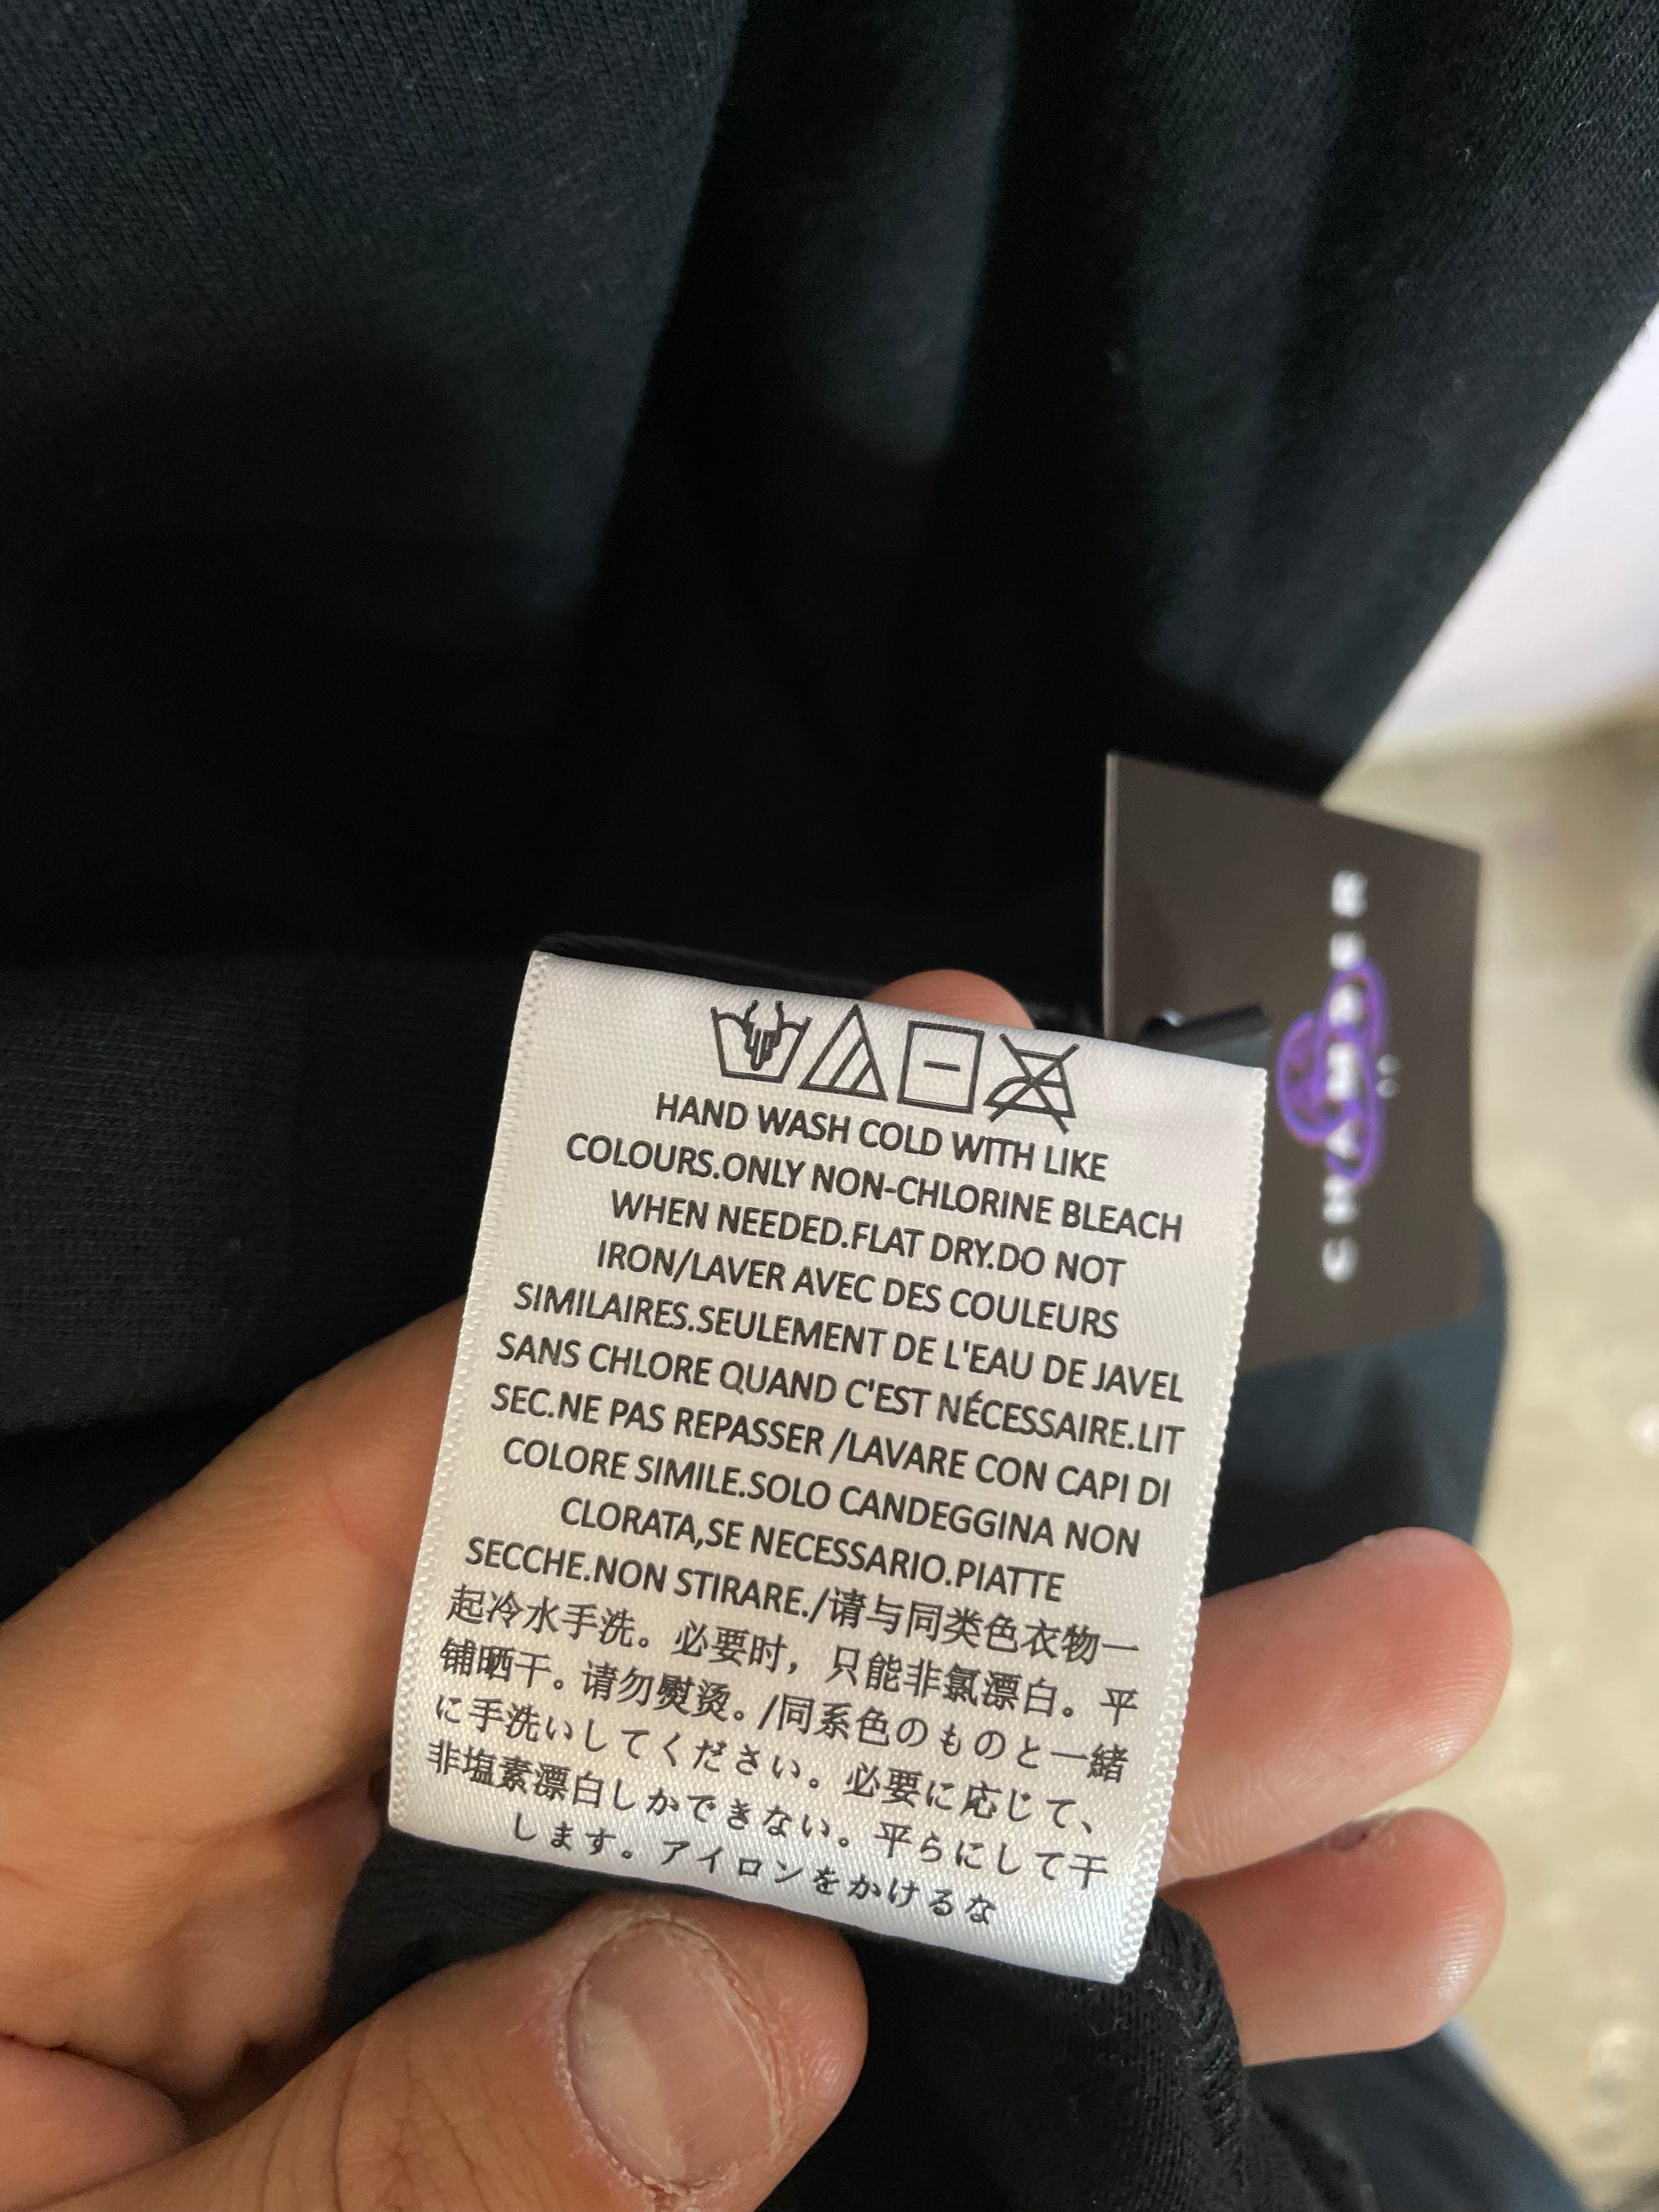 HAND WASH COLD WITH LIKE
COLOURS.ONLY NON-CHLORINE BLEACH
WHEN NEEDED.FLAT DRY.DO NOT
IRON/LAVER AVEC DES COULEURS
SIMILAIRES.SEULEMENT DE L'EAU DE JAVEL
SANS CHLORE QUAND C'EST NÉCESSAIRE.LIT
SEC.NE PAS REPASSER /LAVARE CON CAPI DI
COLORE SIMILE.SOLO CANDEGGINA NON
CLORATA,SE NECESSARIO.PIATTE
SECCHE.NON STIRARE./请与同类色衣物一
起冷水手洗。必要时，只能非氯漂白。平
铺晒干。请勿熨烫。/同系色のものと一緒
に手洗いしてください。必要に応じて、
非塩素漂白しかできない。平らにして干
します。アイロンをかけるな